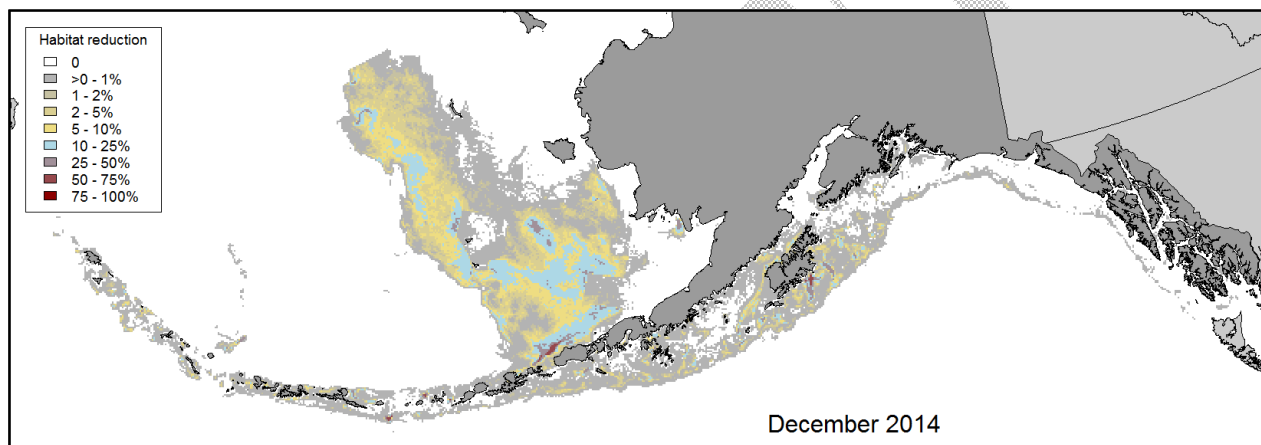 Habitat reduction
0
>0 - 1%
1 - 2%
2 - 5%
5 - 10%
10 - 25%
25 - 50%
50 - 75%
75 - 100%
December 2014